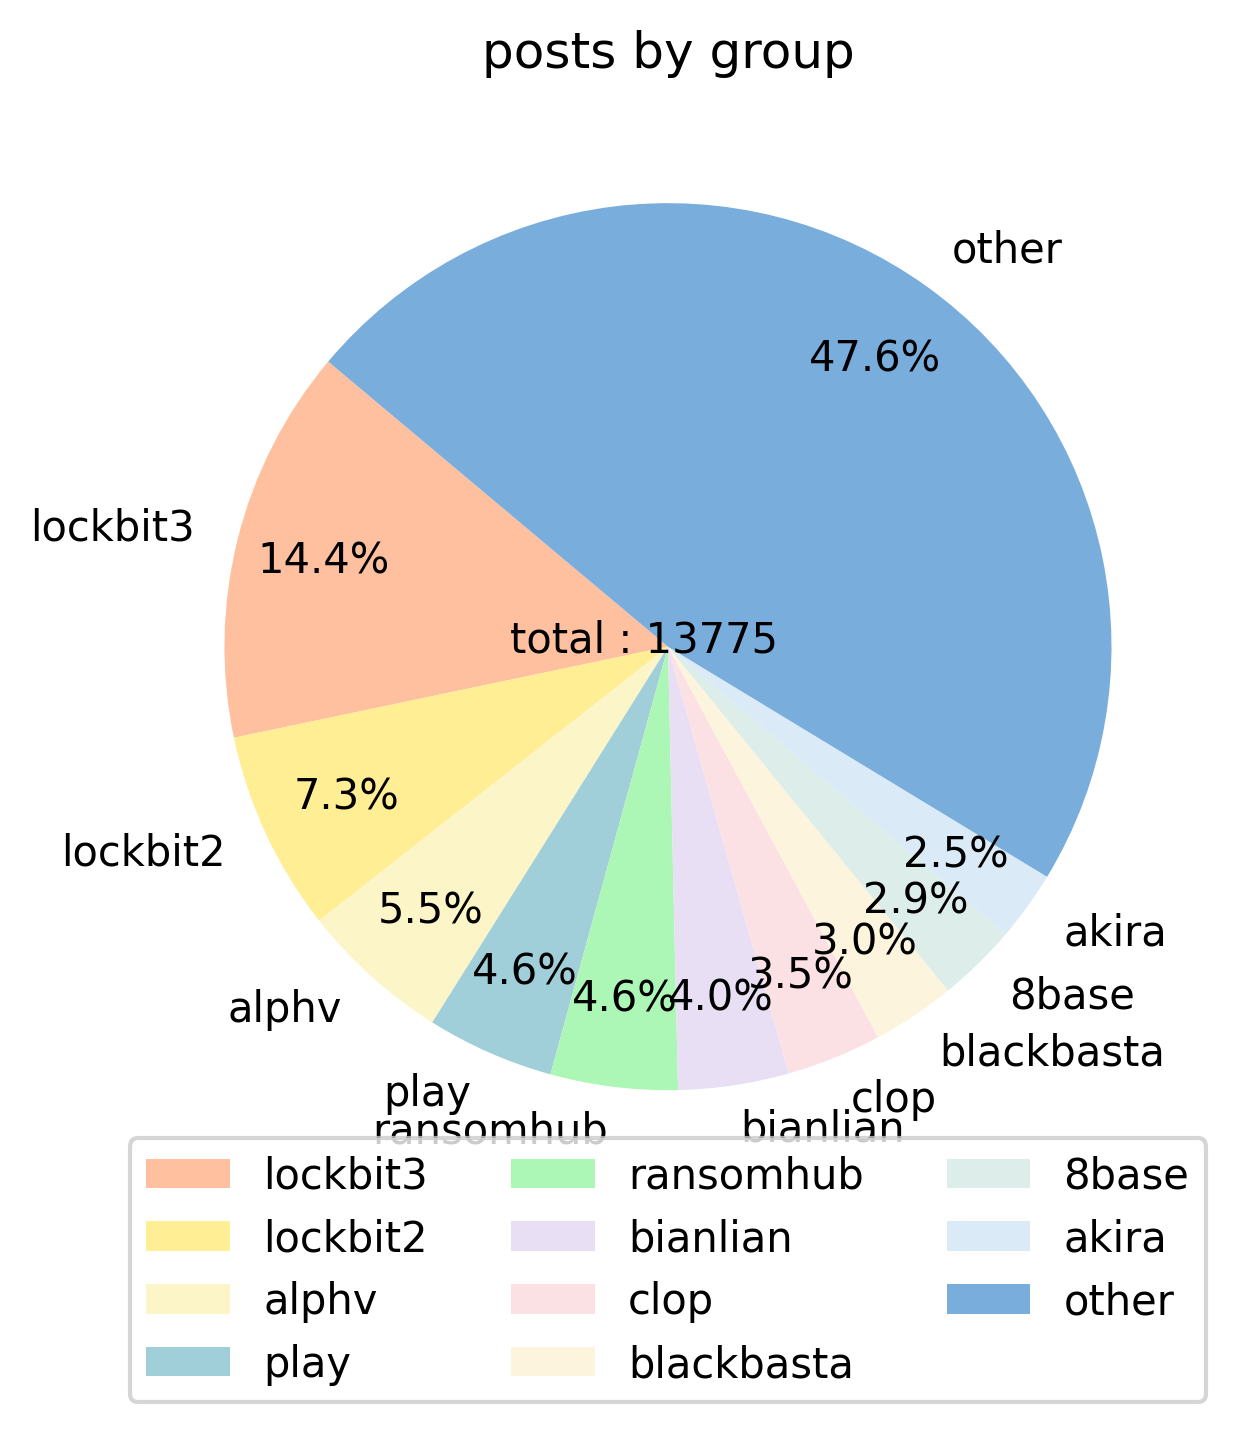 posts by group
other
47.6%
lockbit3
14.4%
total : 13775
7.3%
lockbit2
2.5%
2.9%
5.5%
akira
3.0%
4.6%
3.5%
4.6%
4.0%
8base
alphv
blackbasta
play
clop
ransomhub
bianlian
lockbit3
lockbit2
alphv
play
ransomhub
bianlian
clop
blackbasta
8base
akira
other